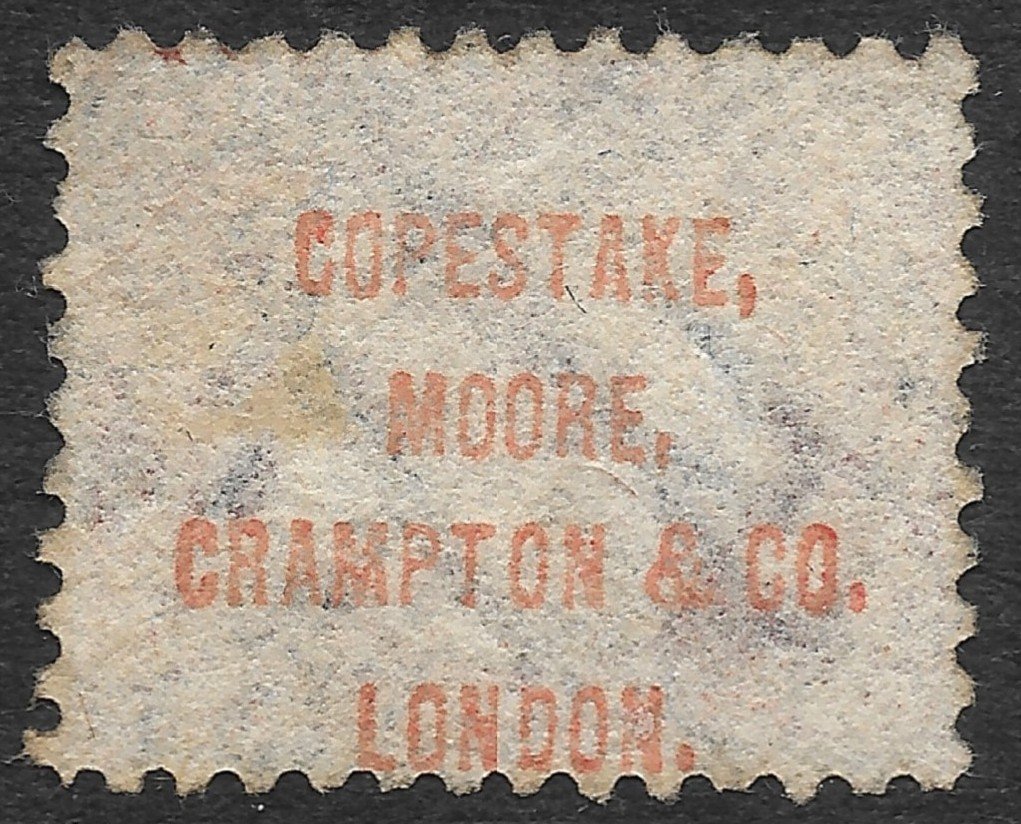 COPESTAKE,
MOORE,
CRAMPTON & CO.
LONDON.